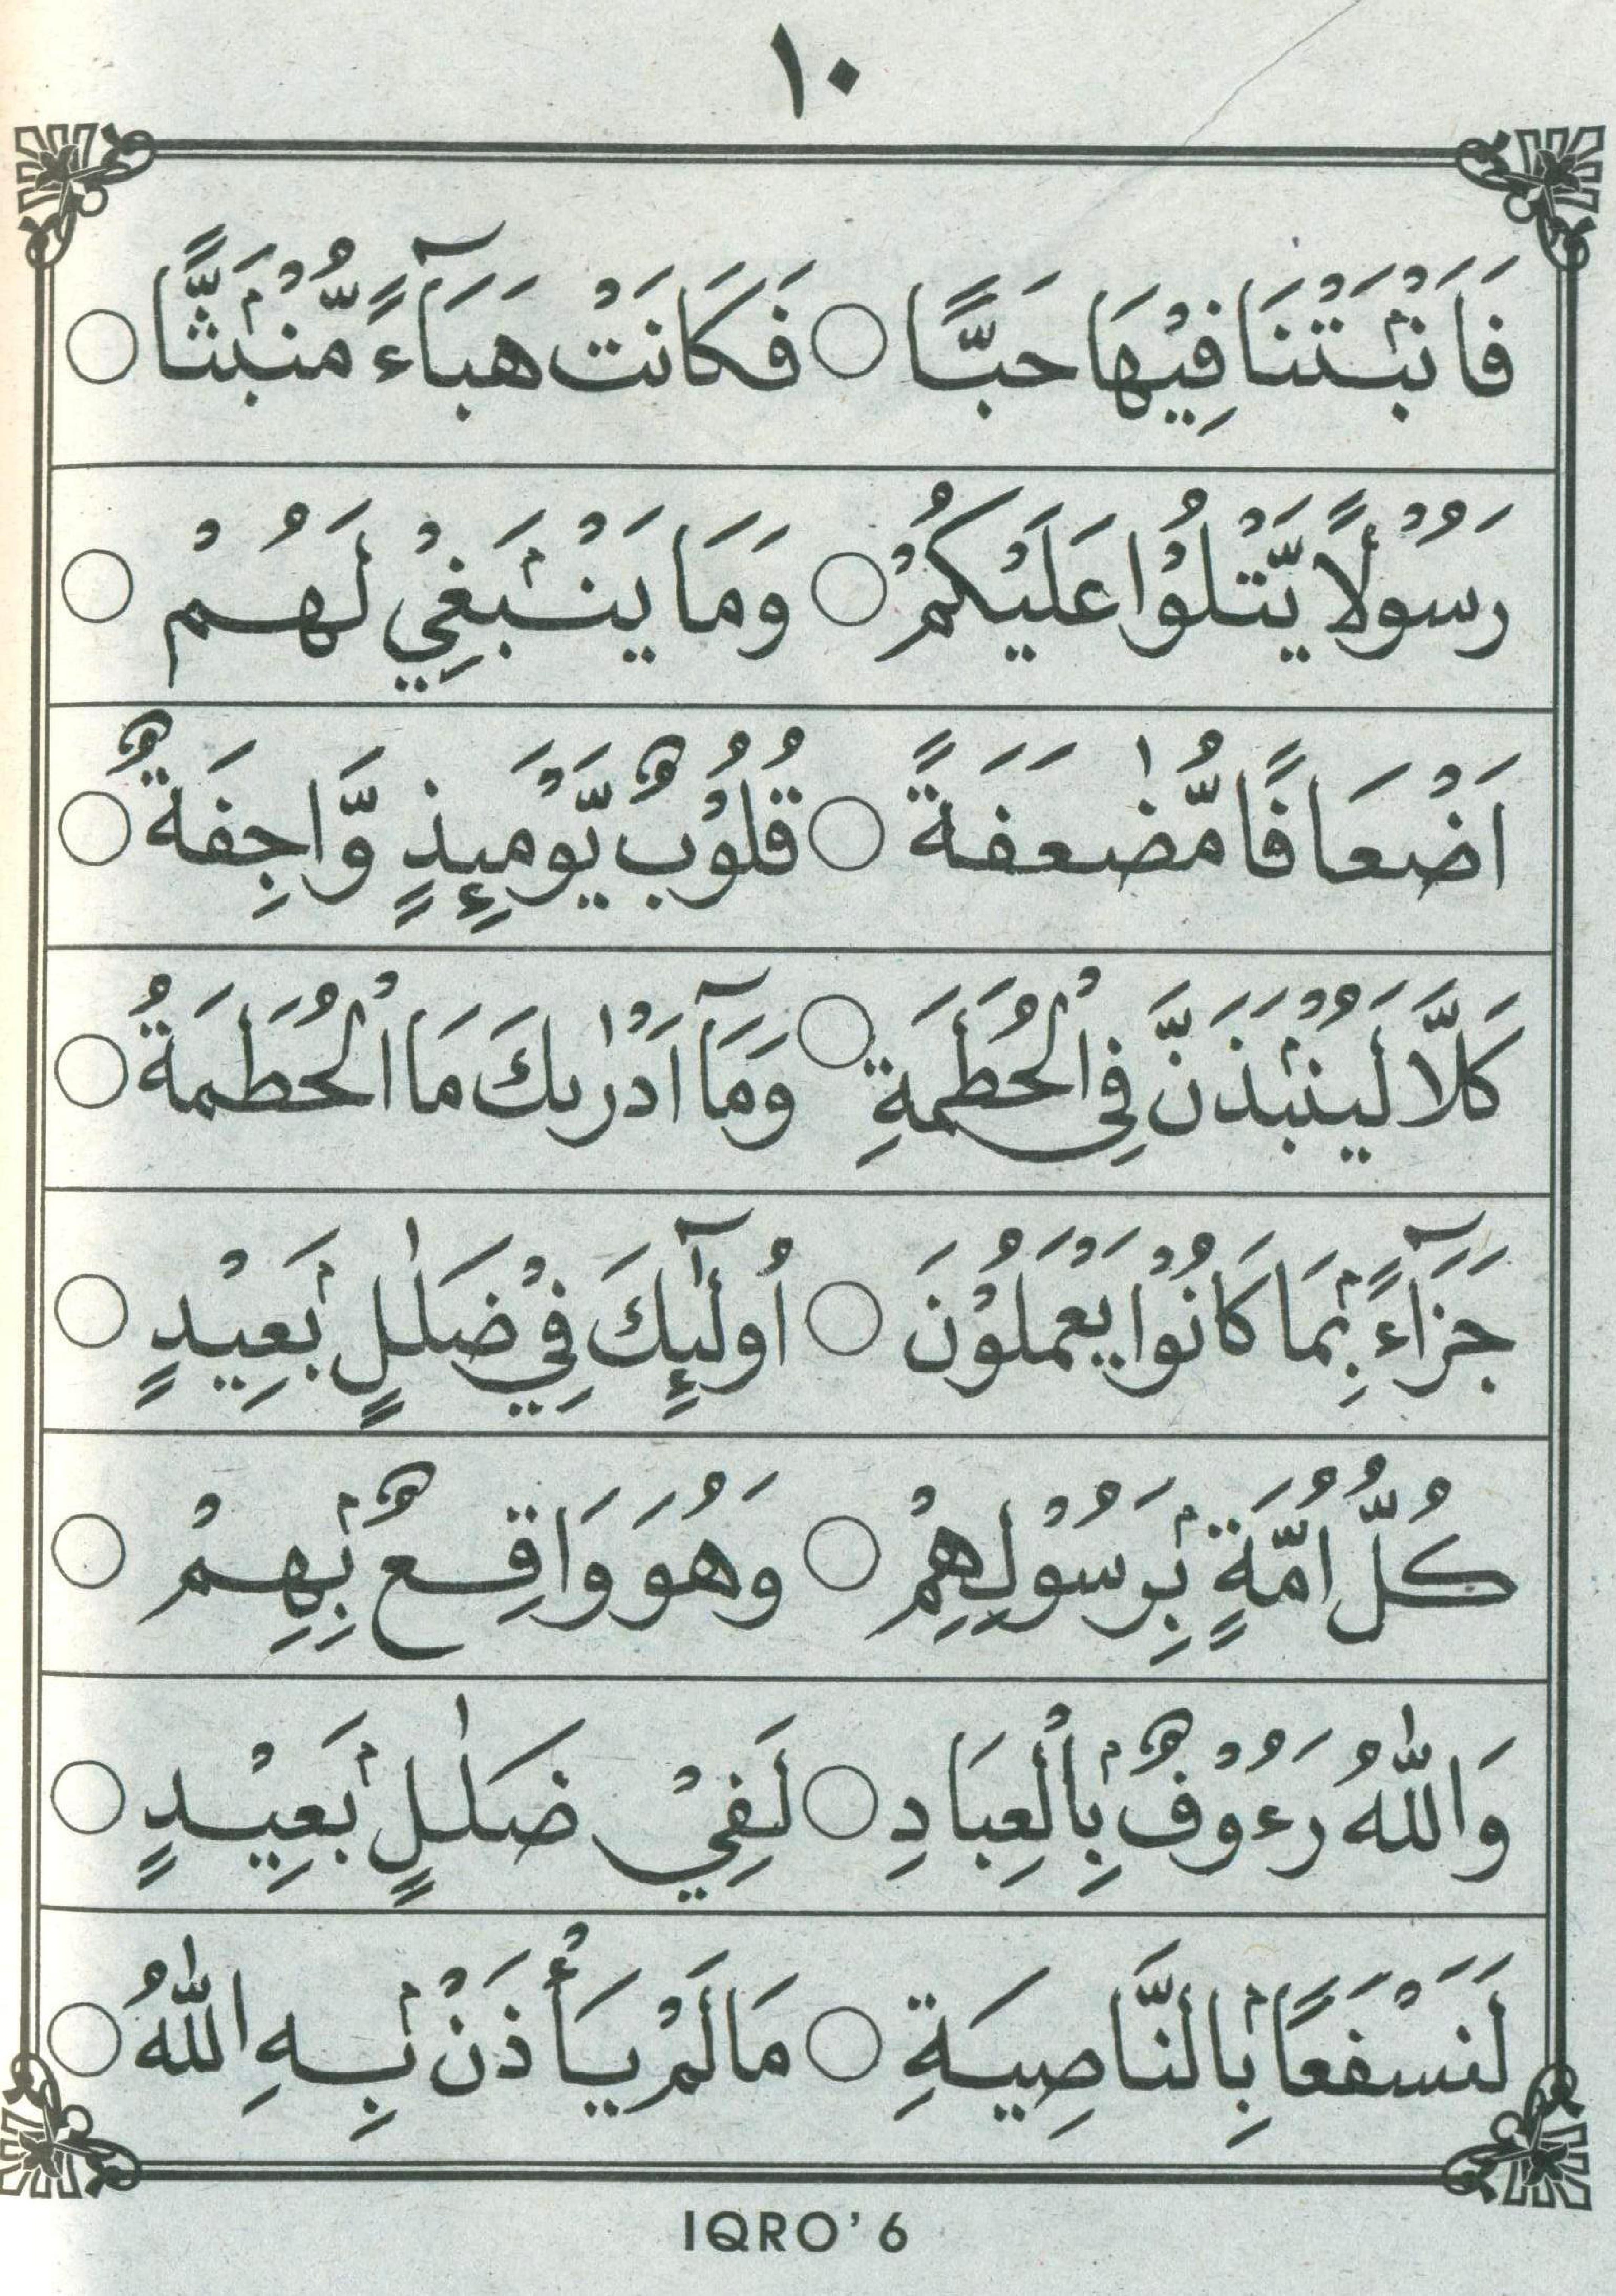 ١٠
فَاَنْۢبَتْنَا فِيْهَا حَبًّا ○ فَكَانَتْ هَبَآءً مُّنْۢبَثًّا ○
رَسُوْلًا يَّتْلُوْا عَلَيْكُمْ ○ وَمَا يَنْۢبَغِيْ لَهُمْ ○
اَضْعَافًا مُّضٰعَفَةً ○ قُلُوْبٌ يَّوْمَىِٕذٍ وَّاجِفَةٌ ○
كَلَّا لَيُنْۢبَذَنَّ فِى الْحُطَمَةِ ○ وَمَآ اَدْرٰىكَ مَا الْحُطَمَةُ ○
جَزَآءًۢ بِمَا كَانُوْا يَعْمَلُوْنَ ○ اُولٰٓىِٕكَ فِيْ ضَلٰلٍۢ بَعِيْدٍ ○
كُلُّ اُمَّةٍۢ بِرَسُوْلِهِمْ ○ وَهُوَ وَاقِعٌۢ بِهِمْ ○
وَاللّٰهُ رَءُوْفٌۢ بِالْعِبَادِ ○ لَفِيْ ضَلٰلٍۢ بَعِيْدٍ ○
لَنَسْفَعًاۢ بِالنَّاصِيَةِ ○ مَالَمْ يَأْذَنْۢ بِهِ اللّٰهُ ○
IQRO' 6